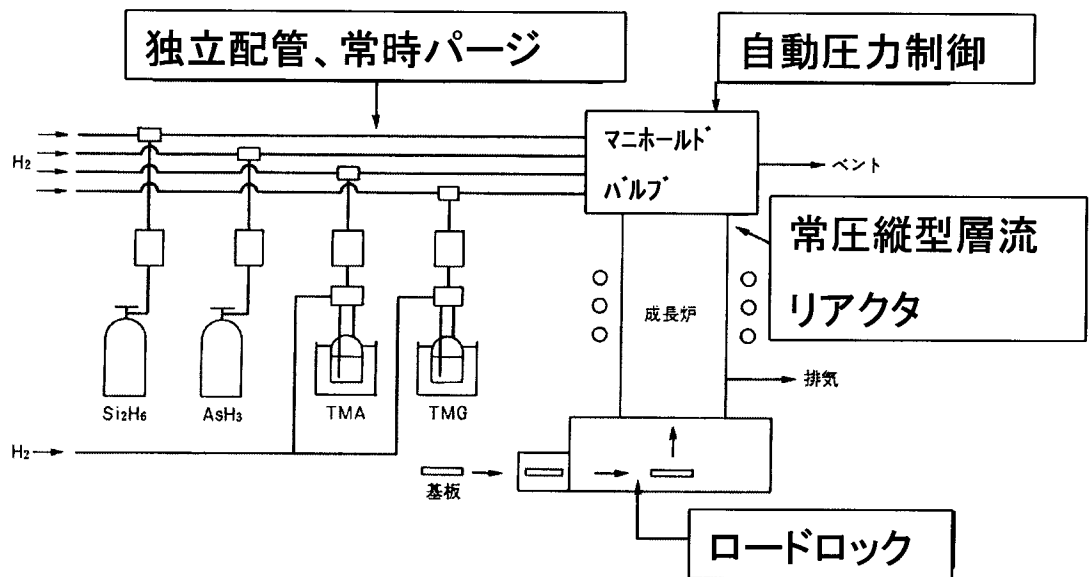 独立配管、常時パージ
自動圧力制御
マニホールド
バルブ
H₂
ベント
常圧縦型層流
リアクタ
成長炉
排気
Si₂H₆
AsH₃
TMA
TMG
H₂
基板
ロードロック